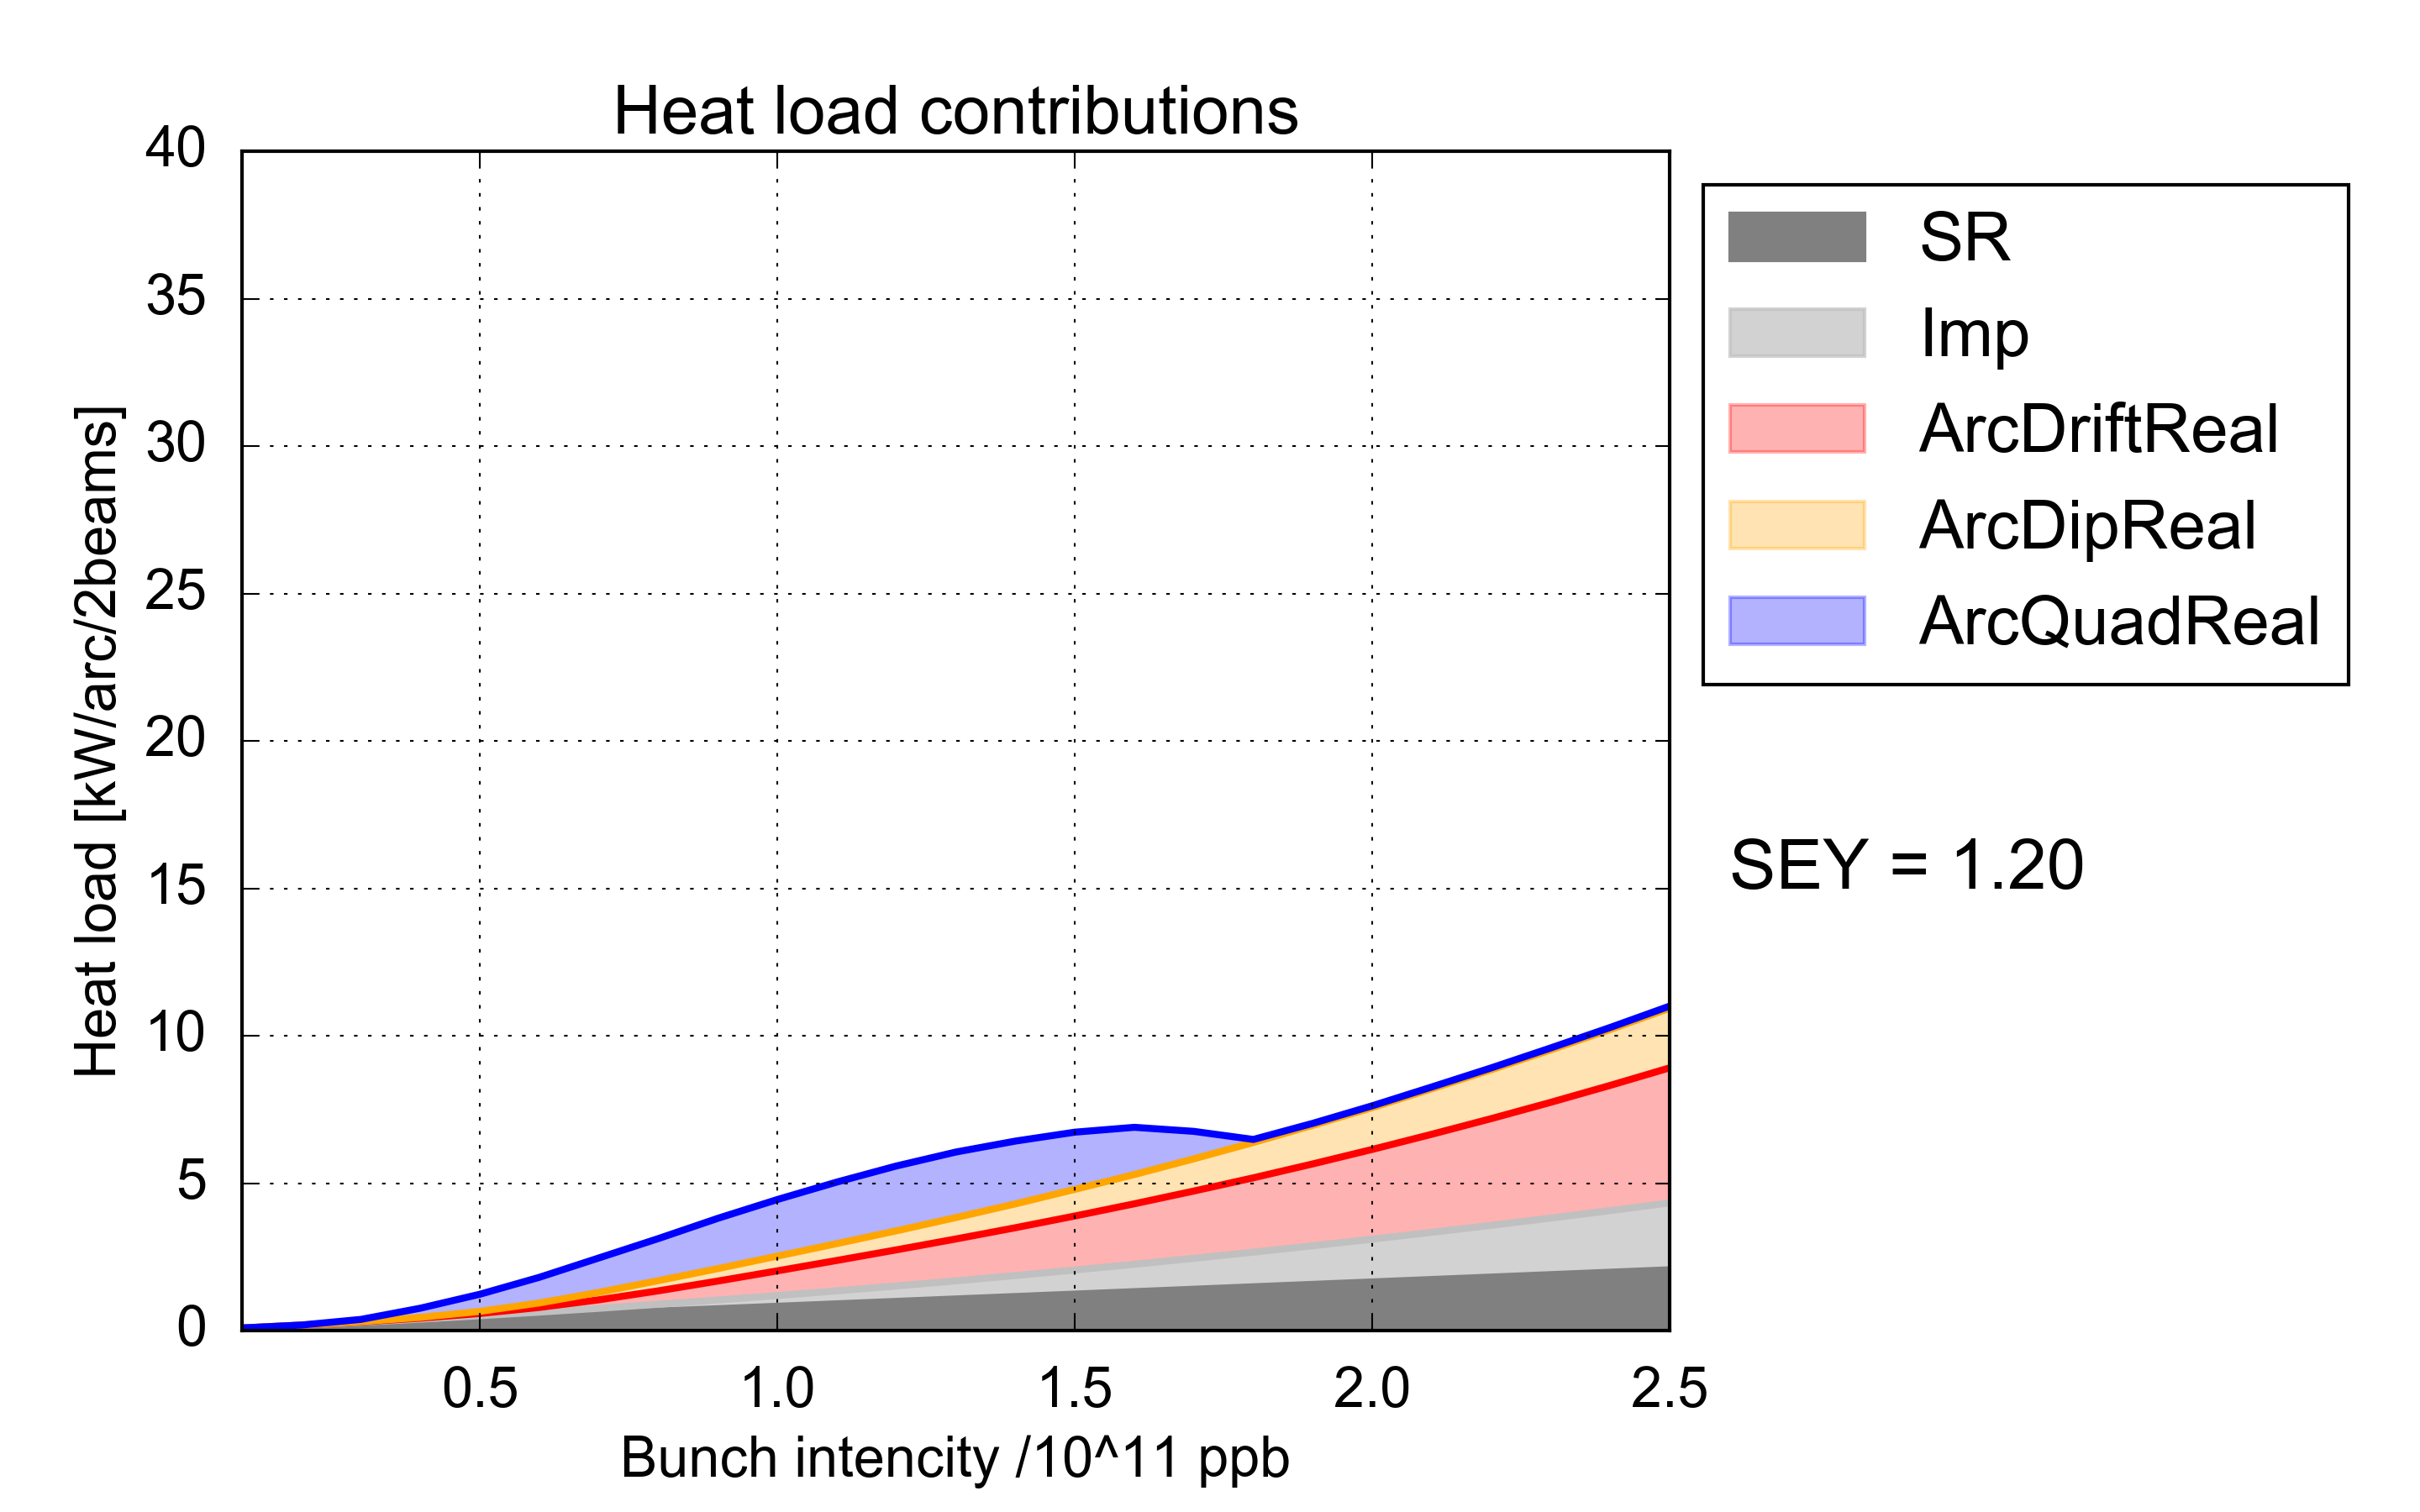 Heat load contributions
40
35
30
25
20
15
10
5
0
Heat load [kW/arc/2beams]
0.5 1.0 1.5 2.0 2.5
Bunch intencity /10^11 ppb
SR
Imp
ArcDriftReal
ArcDipReal
ArcQuadReal
SEY = 1.20